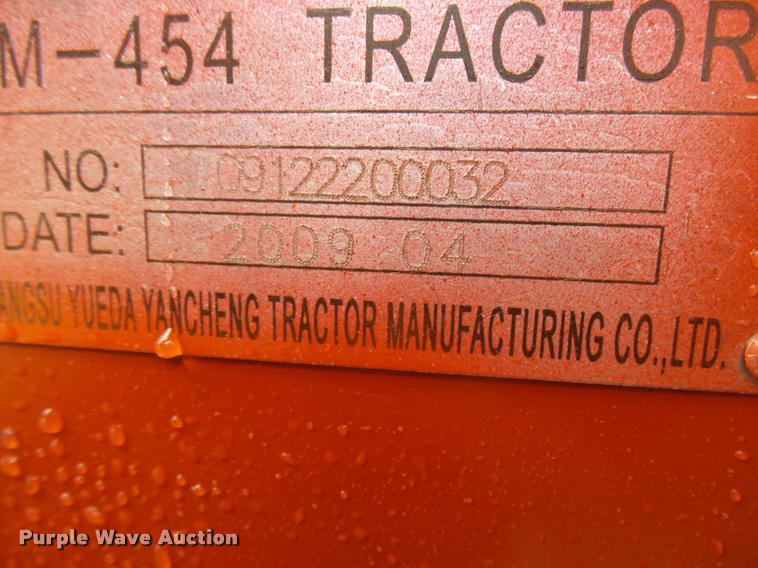 M-454 TRACTOR
NO: 09122200032
DATE: 2009 04
ANGSU YUEDA YANCHENG TRACTOR MANUFACTURING CO.,LTD.
Purple Wave Auction